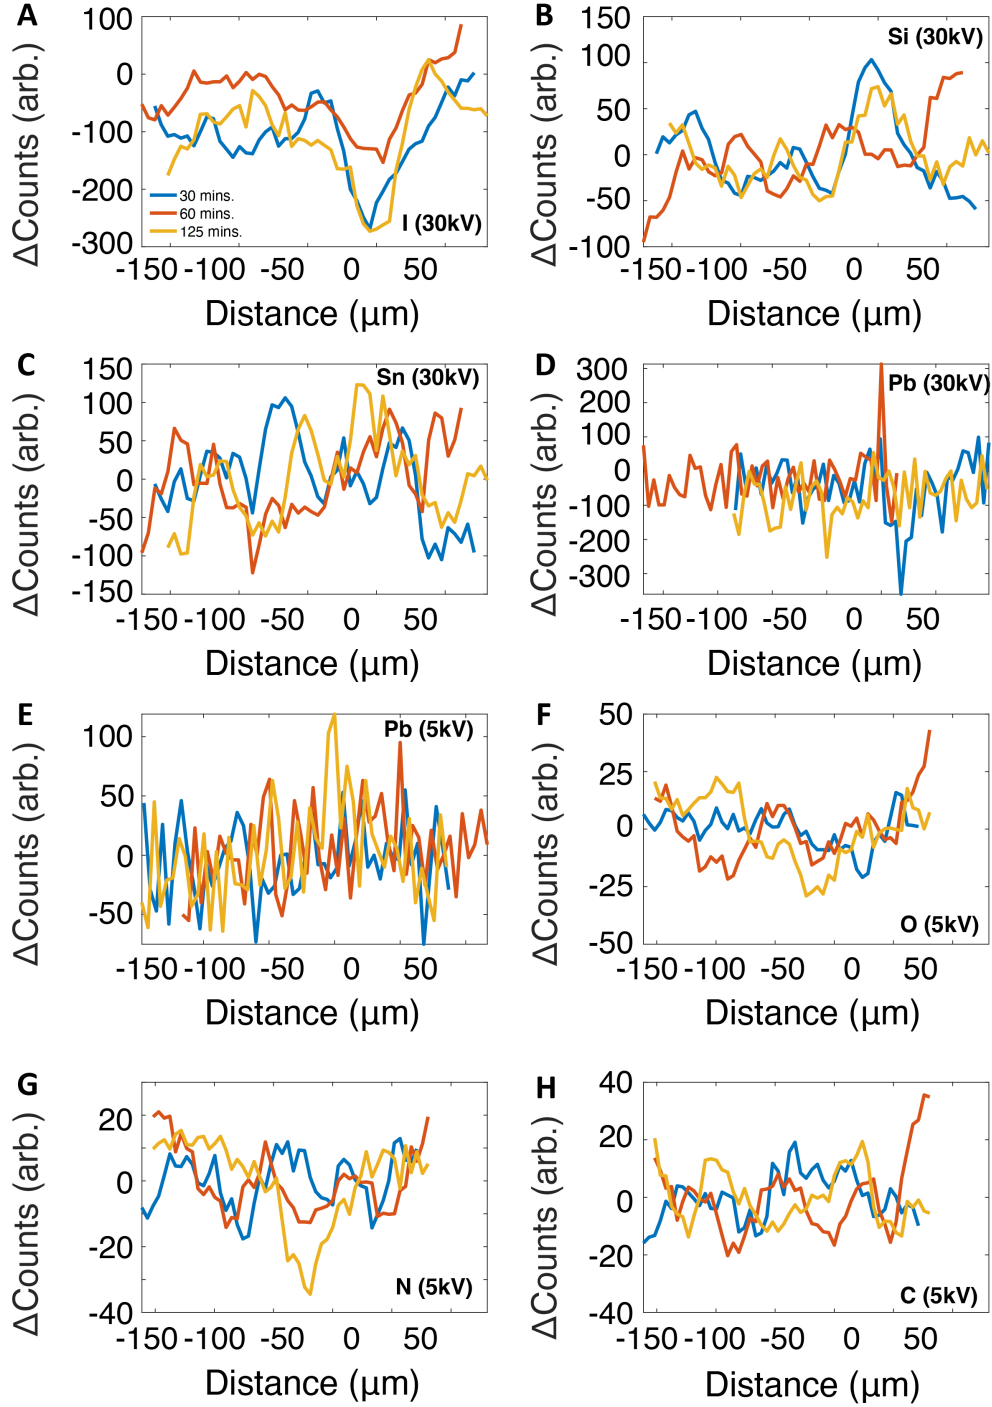 A
ΔCounts (arb.)
100
0
-100
-200
-300
30 mins.
60 mins.
125 mins.
I (30kV)
-150 -100 -50 0 50
Distance (μm)
B
ΔCounts (arb.)
150
100
50
0
-50
-100
Si (30kV)
-150 -100 -50 0 50
Distance (μm)
C
ΔCounts (arb.)
150
100
50
0
-50
-100
-150
Sn (30kV)
-150 -100 -50 0 50
Distance (μm)
D
ΔCounts (arb.)
300
200
100
0
-100
-200
-300
Pb (30kV)
-150 -100 -50 0 50
Distance (μm)
E
ΔCounts (arb.)
100
50
0
-50
Pb (5kV)
-150 -100 -50 0 50
Distance (μm)
F
ΔCounts (arb.)
50
25
0
-25
-50
O (5kV)
-150 -100 -50 0 50
Distance (μm)
G
ΔCounts (arb.)
20
0
-20
-40
N (5kV)
-150 -100 -50 0 50
Distance (μm)
H
ΔCounts (arb.)
40
20
0
-20
-40
C (5kV)
-150 -100 -50 0 50
Distance (μm)